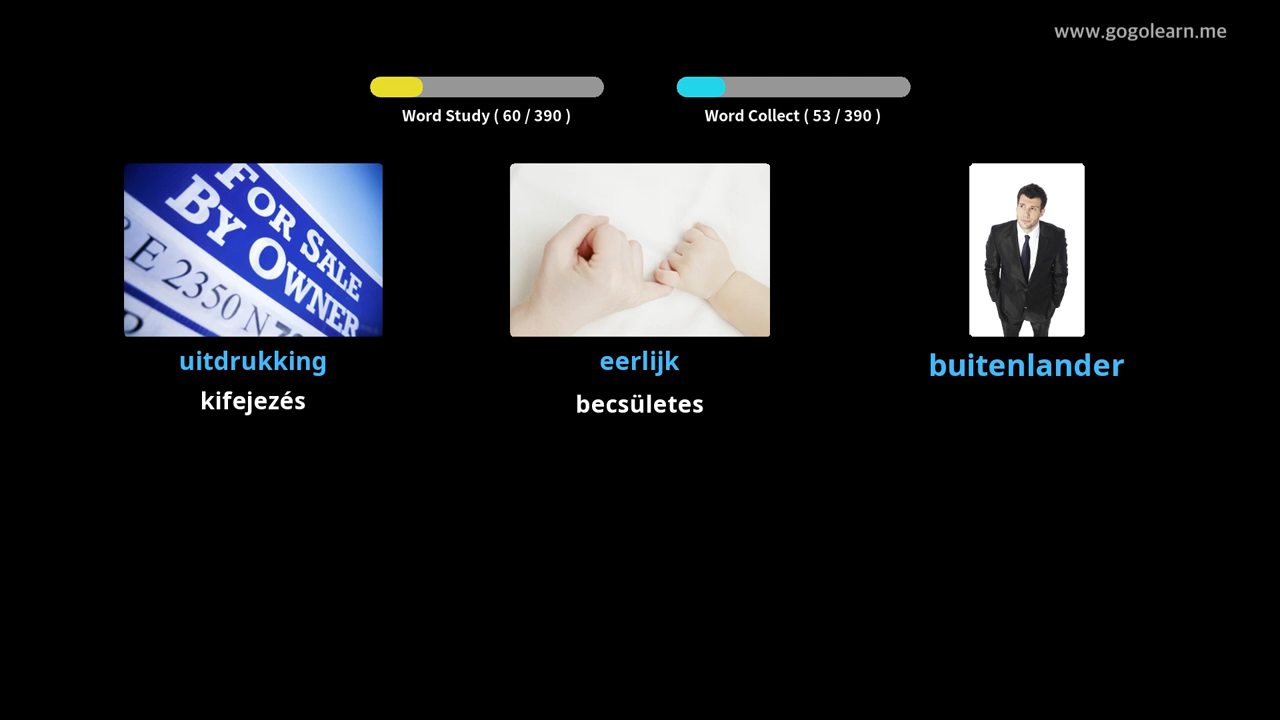 www.gogolearn.me
Word Study ( 60 / 390 )
Word Collect ( 53 / 390 )
FOR SALE
BY OWNER
E 2350 N
uitdrukking
eerlijk
buitenlander
kifejezés
becsületes